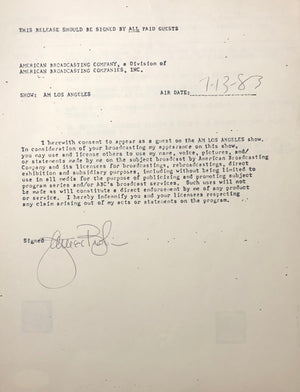 THIS RELEASE SHOULD BE SIGNED BY ALL PAID GUESTS
AMERICAN BROADCASTING COMPANY, a Division of
AMERICAN BROADCASTING COMPANIES, INC.
SHOW: AM LOS ANGELES AIR DATE: 7-13-83
I herewith consent to appear as a guest on the AM LOS ANGELES show.
In consideration of your broadcasting my appearance on this show,
you may use and license others to use my name, voice, pictures, and/
or statements made by me on the subject broadcast by American Broadcasting
Company and its licensees for broadcasting, rebroadcastings, direct
exhibition and subsidiary purposes, including without being limited to
use in all media for the purpose of publicizing and promoting subject
program series and/or ABC's broadcast services. Such uses will not
be made as will constitute a direct endorsement by me of any product
or service. I hereby indemnify you and your licensees respecting
any claim arising out of my acts or statements on the program.
Signed